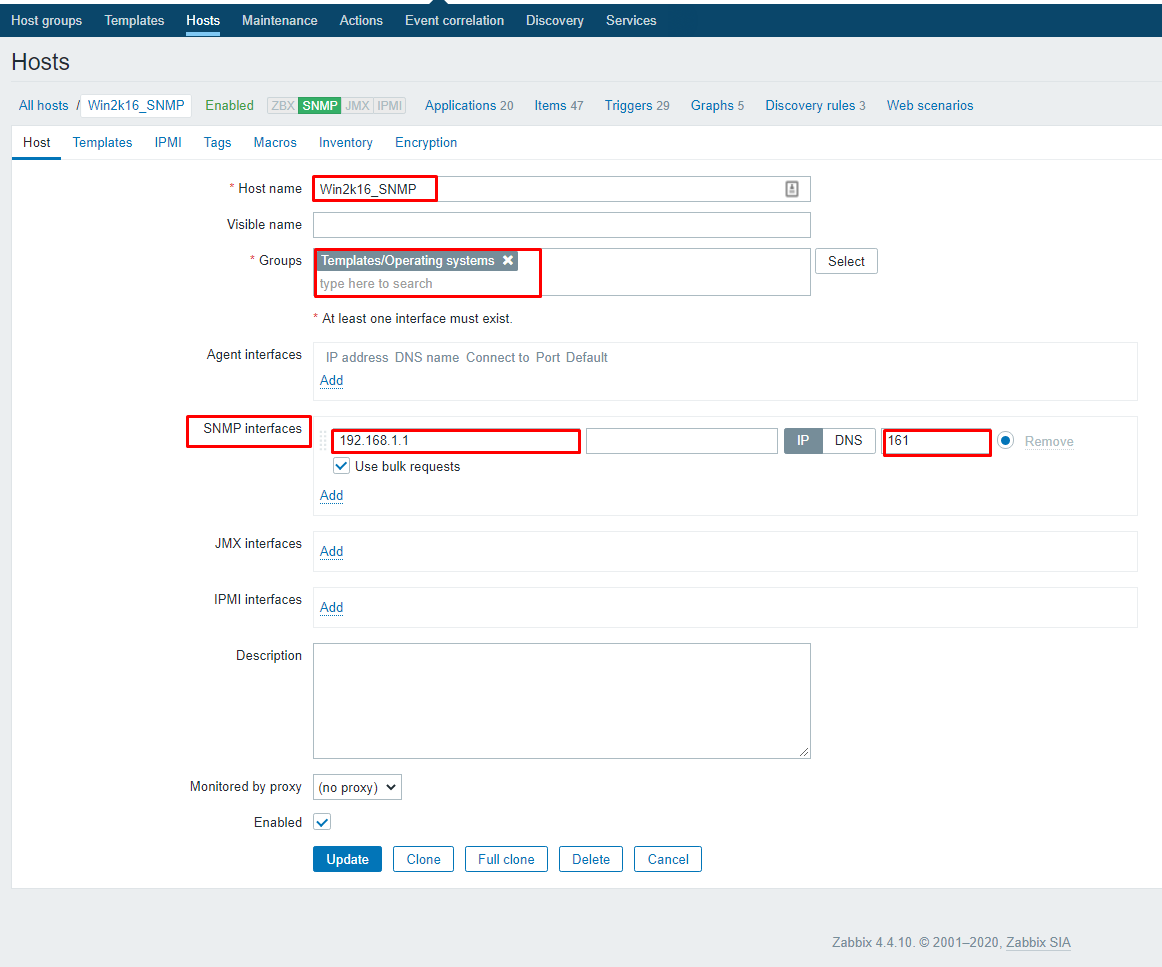 Host groups Templates Hosts Maintenance Actions Event correlation Discovery Services
Hosts
All hosts / Win2k16_SNMP Enabled ZBX SNMP JMX IPMI Applications 20 Items 47 Triggers 29 Graphs 5 Discovery rules 3 Web scenarios
Host Templates IPMI Tags Macros Inventory Encryption
* Host name Win2k16_SNMP
Visible name
* Groups Templates/Operating systems ✖ Select
type here to search
* At least one interface must exist.
Agent interfaces IP address DNS name Connect to Port Default
Add
SNMP interfaces 192.168.1.1 IP DNS 161 Remove
Use bulk requests
Add
JMX interfaces Add
IPMI interfaces Add
Description
Monitored by proxy (no proxy)
Enabled
Update Clone Full clone Delete Cancel
Zabbix 4.4.10. © 2001–2020, Zabbix SIA